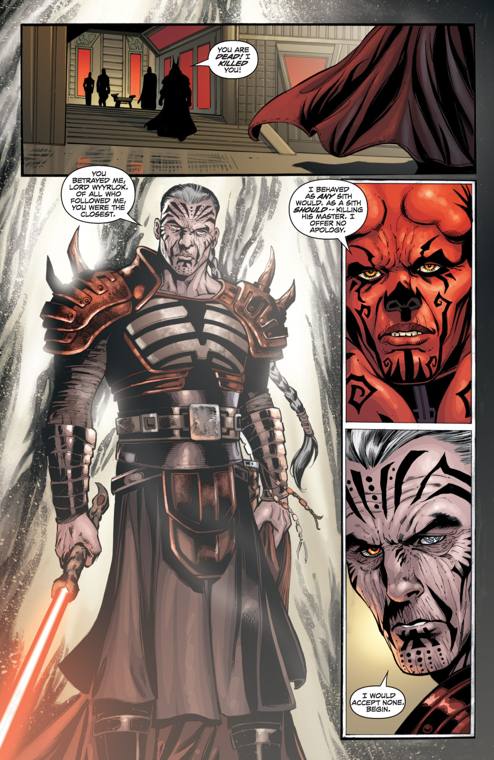 YOU ARE
DEAD! I
KILLED
YOU!
YOU
BETRAYED ME,
LORD WYYRLOK.
OF ALL WHO
FOLLOWED ME,
YOU WERE THE
CLOSEST.
I BEHAVED
AS ANY SITH
WOULD, AS A SITH
SHOULD -- KILLING
HIS MASTER. I
OFFER NO
APOLOGY.
I WOULD
ACCEPT NONE.
BEGIN.